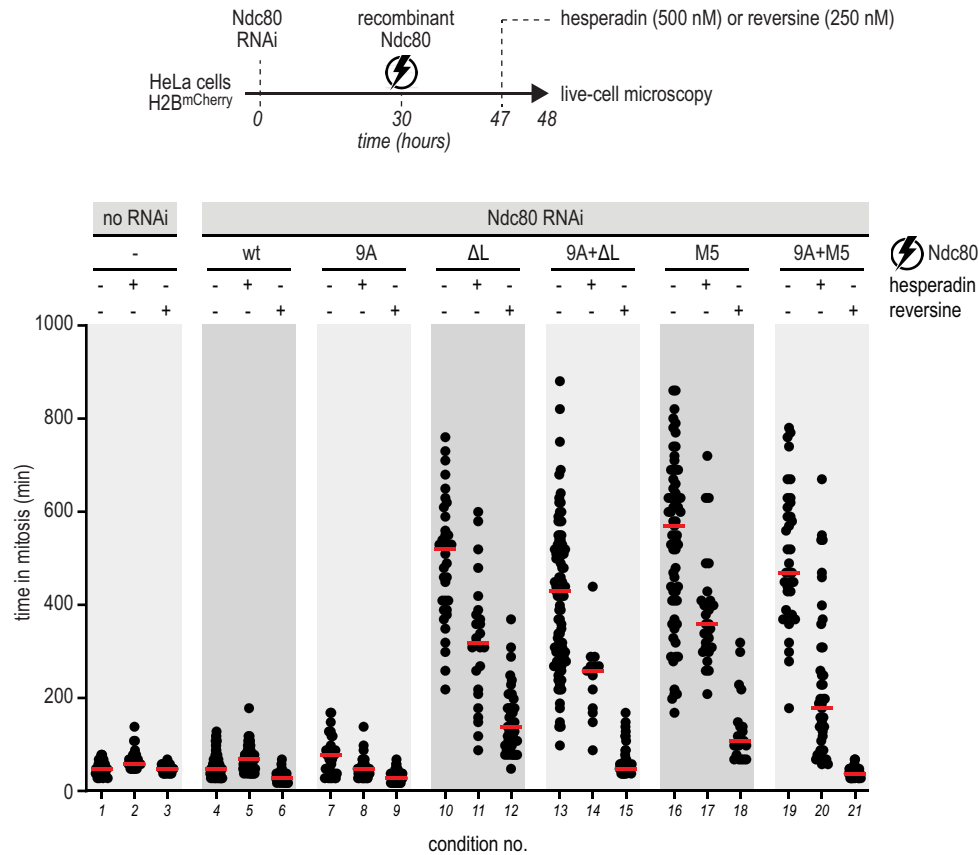 Ndc80 recombinant hesperadin (500 nM) or reversine (250 nM)
RNAi Ndc80
HeLa cells
H2BmCherry live-cell microscopy
0 30 47 48
time (hours)
no RNAi Ndc80 RNAi
- wt 9A ΔL 9A+ΔL M5 9A+M5 Ndc80
- + - - + - - + - - + - - + - - + - - + - hesperadin
- - + - - + - - + - - + - - + - - + - - + reversine
1000
800
600
400
200
0
time in mitosis (min)
1 2 3 4 5 6 7 8 9 10 11 12 13 14 15 16 17 18 19 20 21
condition no.